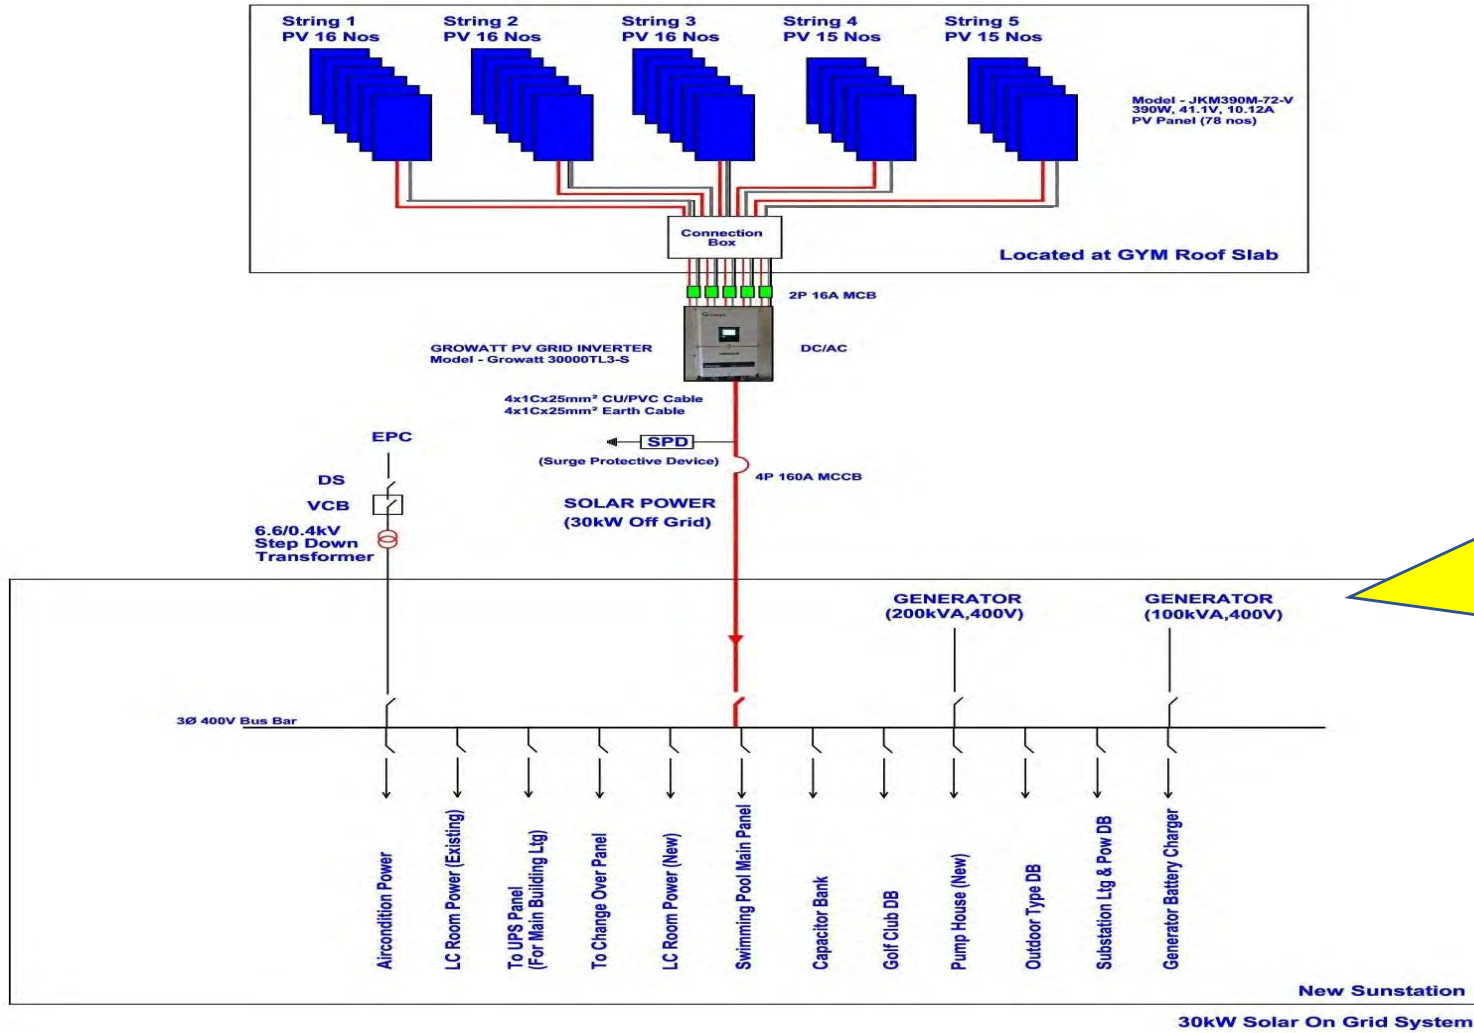 String 1
PV 16 Nos
String 2
PV 16 Nos
String 3
PV 16 Nos
String 4
PV 15 Nos
String 5
PV 15 Nos
Model - JKM390M-72-V
390W, 41.1V, 10.12A
PV Panel (78 nos)
Connection
Box
Located at GYM Roof Slab
2P 16A MCB
GROWATT PV GRID INVERTER
Model - Growatt 30000TL3-S
DC/AC
4x1Cx25mm² CU/PVC Cable
4x1Cx25mm² Earth Cable
EPC
SPD
(Surge Protective Device)
4P 160A MCCB
DS
VCB
SOLAR POWER
(30kW Off Grid)
6.6/0.4kV
Step Down
Transformer
GENERATOR
(200kVA,400V)
GENERATOR
(100kVA,400V)
3Ø 400V Bus Bar
Aircondition Power
LC Room Power (Existing)
To UPS Panel
(For Main Building Ltg)
To Change Over Panel
LC Room Power (New)
Swimming Pool Main Panel
Capacitor Bank
Golf Club DB
Pump House (New)
Outdoor Type DB
Substation Ltg & Pow DB
Generator Battery Charger
New Sunstation
30kW Solar On Grid System